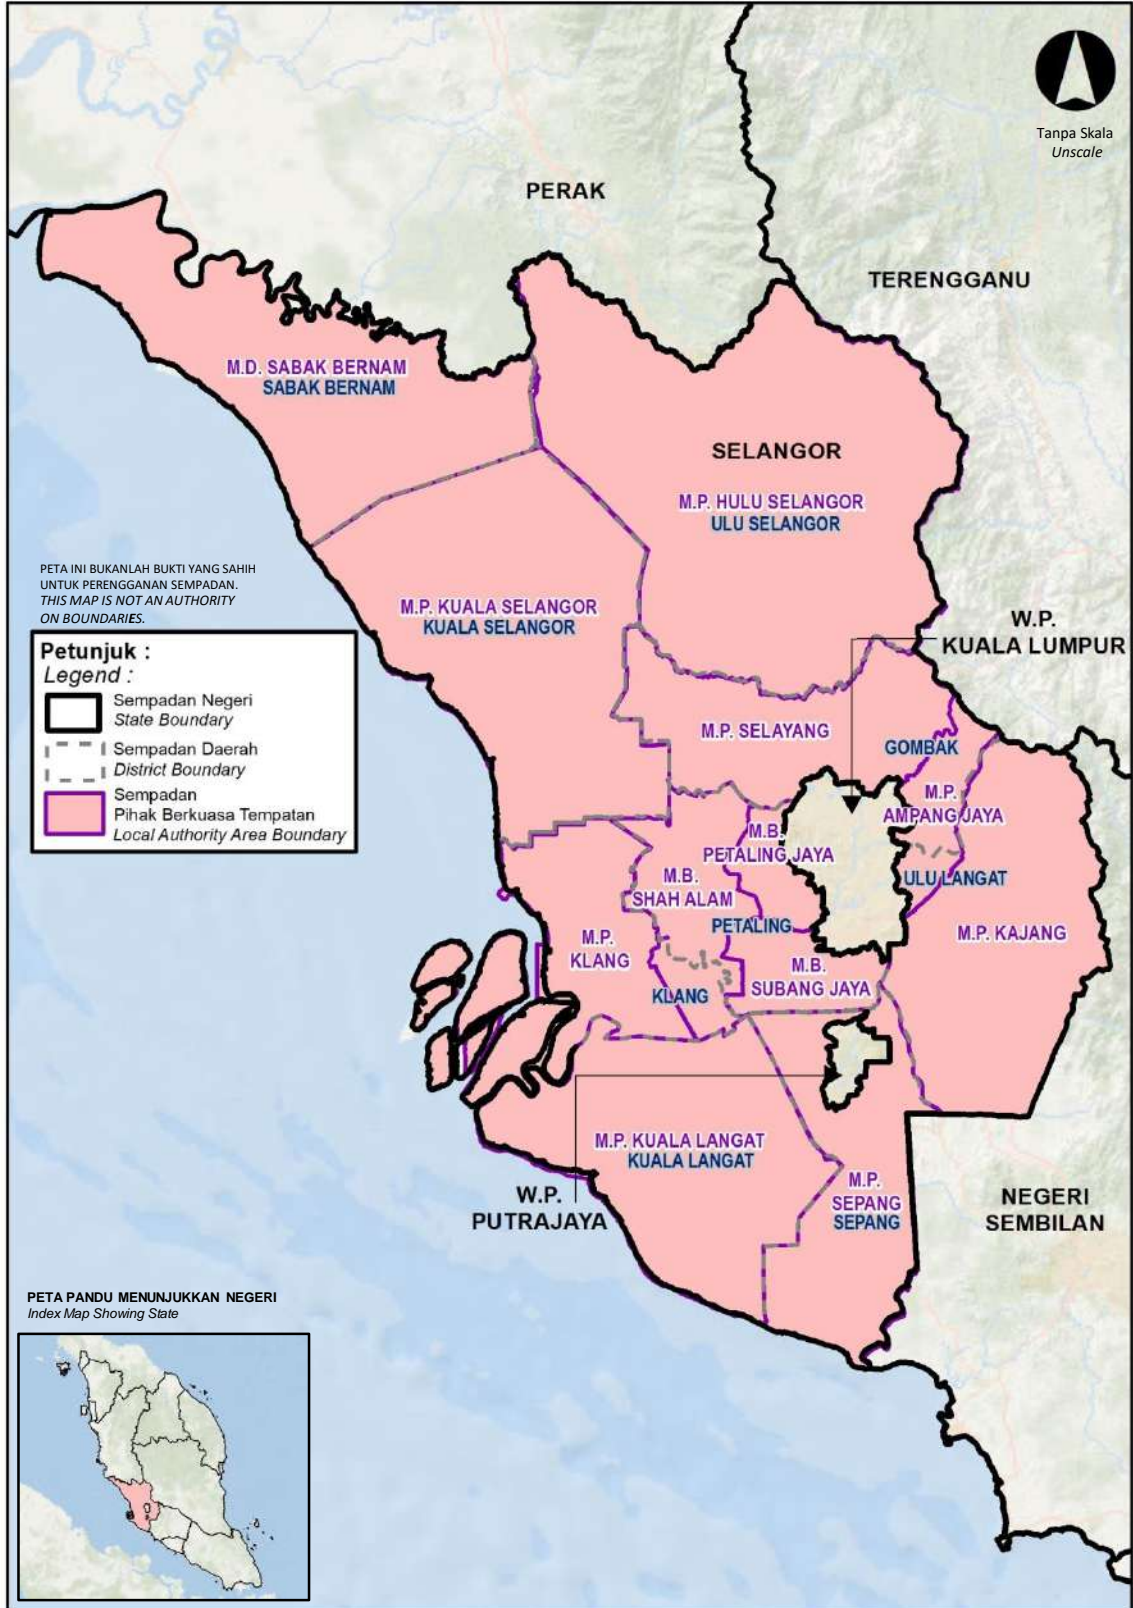 Tanpa Skala
Unscale
PERAK
TERENGGANU
M.D. SABAK BERNAM
SABAK BERNAM
SELANGOR
M.P. HULU SELANGOR
ULU SELANGOR
PETA INI BUKANLAH BUKTI YANG SAHIH
UNTUK PERENGGANAN SEMPADAN.
THIS MAP IS NOT AN AUTHORITY
ON BOUNDARIES.
M.P. KUALA SELANGOR
KUALA SELANGOR
W.P.
KUALA LUMPUR
Petunjuk :
Legend :
Sempadan Negeri
State Boundary
Sempadan Daerah
District Boundary
Sempadan
Pihak Berkuasa Tempatan
Local Authority Area Boundary
M.P. SELAYANG
GOMBAK
M.P.
AMPANG JAYA
M.B.
PETALING JAYA
M.B.
SHAH ALAM
ULU LANGAT
PETALING
M.P. KAJANG
M.P.
KLANG
M.B.
SUBANG JAYA
KLANG
M.P. KUALA LANGAT
KUALA LANGAT
W.P.
PUTRAJAYA
M.P.
SEPANG
SEPANG
NEGERI
SEMBILAN
PETA PANDU MENUNJUKKAN NEGERI
Index Map Showing State